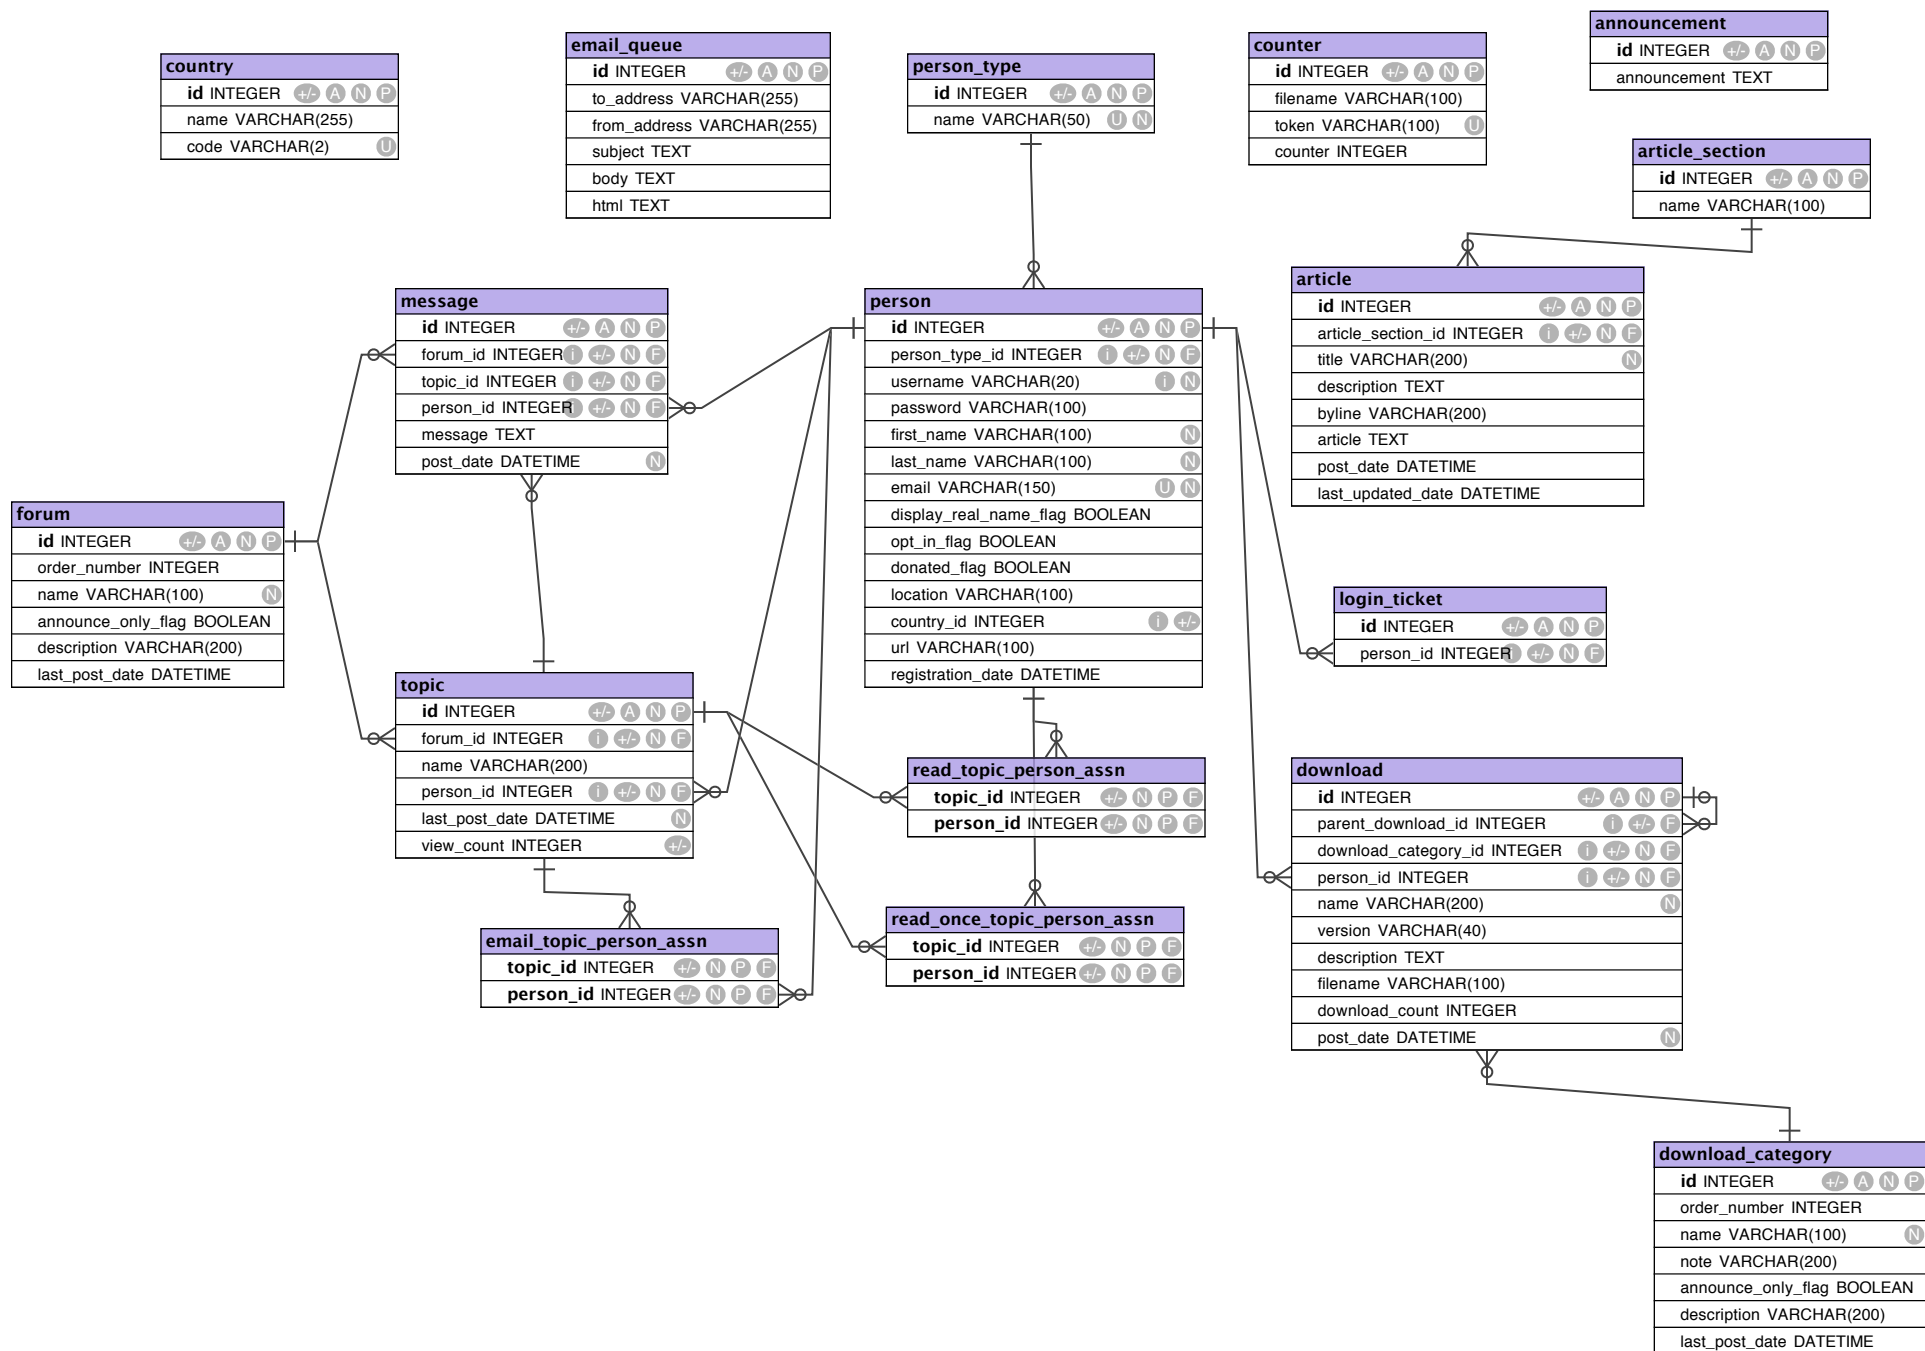 country
id INTEGER +/- A N P
name VARCHAR(255)
code VARCHAR(2) U
email_queue
id INTEGER +/- A N P
to_address VARCHAR(255)
from_address VARCHAR(255)
subject TEXT
body TEXT
html TEXT
person_type
id INTEGER +/- A N P
name VARCHAR(50) U N
counter
id INTEGER +/- A N P
filename VARCHAR(100)
token VARCHAR(100) U
counter INTEGER
announcement
id INTEGER +/- A N P
announcement TEXT
article_section
id INTEGER +/- A N P
name VARCHAR(100)
message
id INTEGER +/- A N P
forum_id INTEGER i +/- N F
topic_id INTEGER i +/- N F
person_id INTEGER i +/- N F
message TEXT
post_date DATETIME N
person
id INTEGER +/- A N P
person_type_id INTEGER i +/- N F
username VARCHAR(20) i N
password VARCHAR(100)
first_name VARCHAR(100) N
last_name VARCHAR(100) N
email VARCHAR(150) U N
display_real_name_flag BOOLEAN
opt_in_flag BOOLEAN
donated_flag BOOLEAN
location VARCHAR(100)
country_id INTEGER i +/-
url VARCHAR(100)
registration_date DATETIME
article
id INTEGER +/- A N P
article_section_id INTEGER i +/- N F
title VARCHAR(200) N
description TEXT
byline VARCHAR(200)
article TEXT
post_date DATETIME
last_updated_date DATETIME
forum
id INTEGER +/- A N P
order_number INTEGER
name VARCHAR(100) N
announce_only_flag BOOLEAN
description VARCHAR(200)
last_post_date DATETIME
login_ticket
id INTEGER +/- A N P
person_id INTEGER i +/- N F
topic
id INTEGER +/- A N P
forum_id INTEGER i +/- N F
name VARCHAR(200)
person_id INTEGER i +/- N F
last_post_date DATETIME N
view_count INTEGER +/-
read_topic_person_assn
topic_id INTEGER +/- N P F
person_id INTEGER +/- N P F
download
id INTEGER +/- A N P
parent_download_id INTEGER i +/- F
download_category_id INTEGER i +/- N F
person_id INTEGER i +/- N F
name VARCHAR(200) N
version VARCHAR(40)
description TEXT
filename VARCHAR(100)
download_count INTEGER
post_date DATETIME N
email_topic_person_assn
topic_id INTEGER +/- N P F
person_id INTEGER +/- N P F
read_once_topic_person_assn
topic_id INTEGER +/- N P F
person_id INTEGER +/- N P F
download_category
id INTEGER +/- A N P
order_number INTEGER
name VARCHAR(100) N
note VARCHAR(200)
announce_only_flag BOOLEAN
description VARCHAR(200)
last_post_date DATETIME